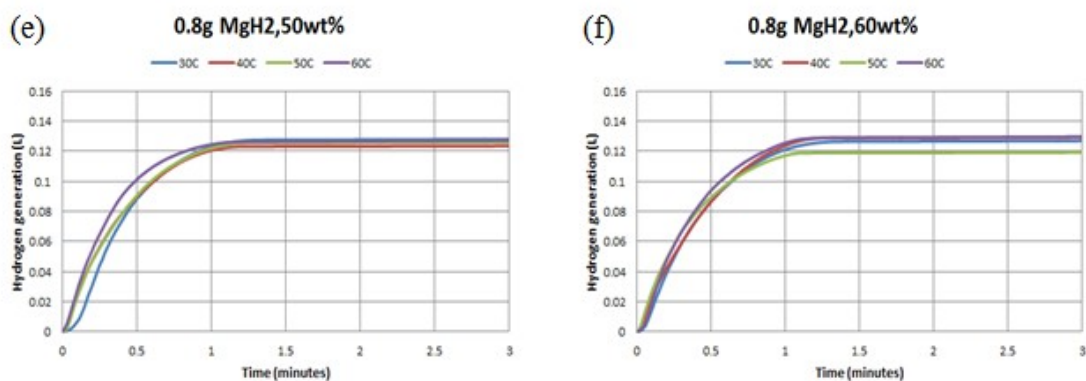 (e)
0.8g MgH2,50wt%
30C 40C 50C 60C
Hydrogen generation (L)
0.16
0.14
0.12
0.1
0.08
0.06
0.04
0.02
0
0 0.5 1 1.5 2 2.5 3
Time (minutes)
(f)
0.8g MgH2,60wt%
30C 40C 50C 60C
Hydrogen generation (L)
0.16
0.14
0.12
0.1
0.08
0.06
0.04
0.02
0
0 0.5 1 1.5 2 2.5 3
Time (minutes)